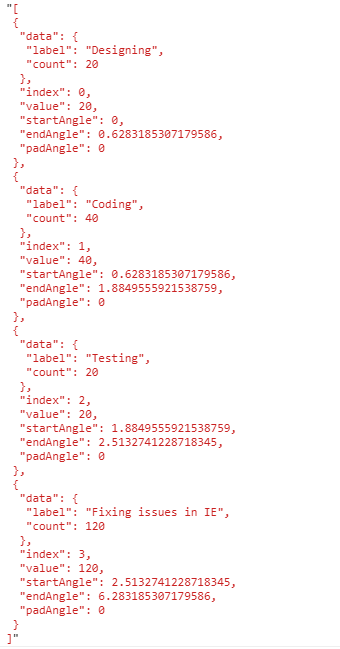 "[
 {
  "data": {
   "label": "Designing",
   "count": 20
  },
  "index": 0,
  "value": 20,
  "startAngle": 0,
  "endAngle": 0.6283185307179586,
  "padAngle": 0
 },
 {
  "data": {
   "label": "Coding",
   "count": 40
  },
  "index": 1,
  "value": 40,
  "startAngle": 0.6283185307179586,
  "endAngle": 1.8849555921538759,
  "padAngle": 0
 },
 {
  "data": {
   "label": "Testing",
   "count": 20
  },
  "index": 2,
  "value": 20,
  "startAngle": 1.8849555921538759,
  "endAngle": 2.5132741228718345,
  "padAngle": 0
 },
 {
  "data": {
   "label": "Fixing issues in IE",
   "count": 120
  },
  "index": 3,
  "value": 120,
  "startAngle": 2.5132741228718345,
  "endAngle": 6.283185307179586,
  "padAngle": 0
 }
]"